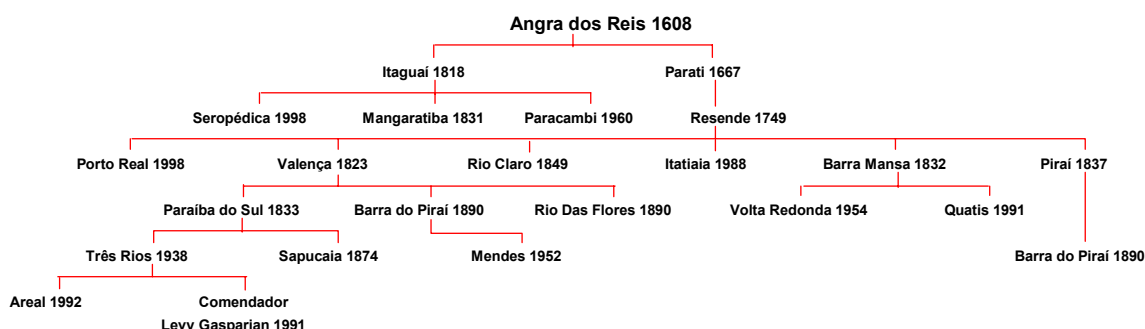 Angra dos Reis 1608
Itaguaí 1818
Parati 1667
Seropédica 1998
Mangaratiba 1831
Paracambi 1960
Resende 1749
Porto Real 1998
Valença 1823
Rio Claro 1849
Itatiaia 1988
Barra Mansa 1832
Piraí 1837
Paraíba do Sul 1833
Barra do Piraí 1890
Rio Das Flores 1890
Volta Redonda 1954
Quatis 1991
Três Rios 1938
Sapucaia 1874
Mendes 1952
Barra do Piraí 1890
Areal 1992
Comendador
Levy Gasparian 1991